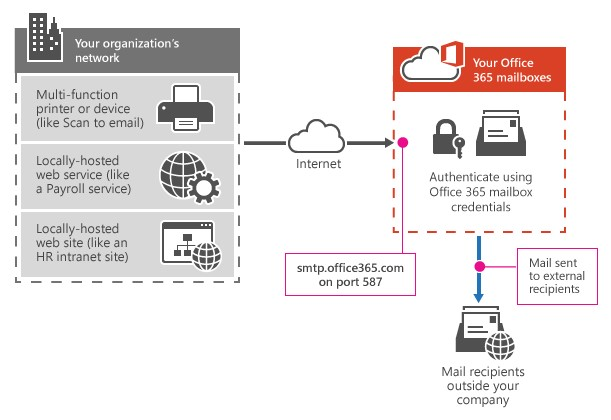 Your organization's
network
Multi-function
printer or device
(like Scan to email)
Locally-hosted
web service (like
a Payroll service)
Locally-hosted
web site (like an
HR intranet site)
Internet
smtp.office365.com
on port 587
Your Office
365 mailboxes
Authenticate using
Office 365 mailbox
credentials
Mail sent
to external
recipients
Mail recipients
outside your
company